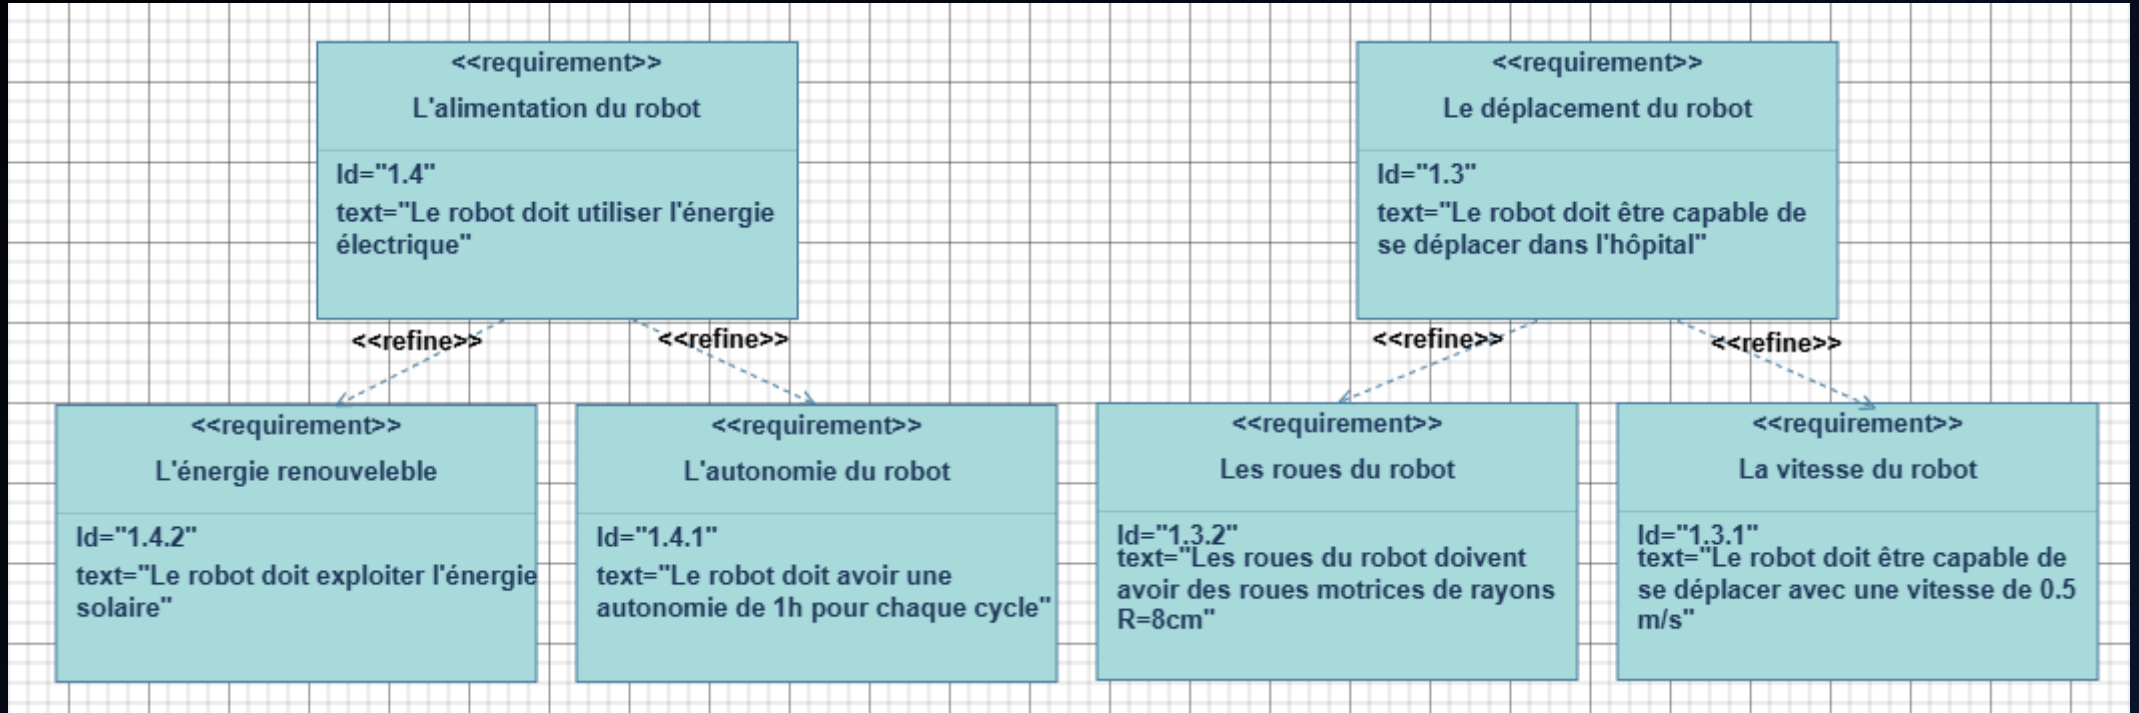 <<requirement>>
L'alimentation du robot
Id="1.4"
text="Le robot doit utiliser l'énergie
électrique"
<<requirement>>
Le déplacement du robot
Id="1.3"
text="Le robot doit être capable de
se déplacer dans l'hôpital"
<<refine>>
<<refine>>
<<refine>>
<<refine>>
<<requirement>>
L'énergie renouveleble
Id="1.4.2"
text="Le robot doit exploiter l'énergie
solaire"
<<requirement>>
L'autonomie du robot
Id="1.4.1"
text="Le robot doit avoir une
autonomie de 1h pour chaque cycle"
<<requirement>>
Les roues du robot
Id="1.3.2"
text="Les roues du robot doivent
avoir des roues motrices de rayons
R=8cm"
<<requirement>>
La vitesse du robot
Id="1.3.1"
text="Le robot doit être capable de
se déplacer avec une vitesse de 0.5
m/s"